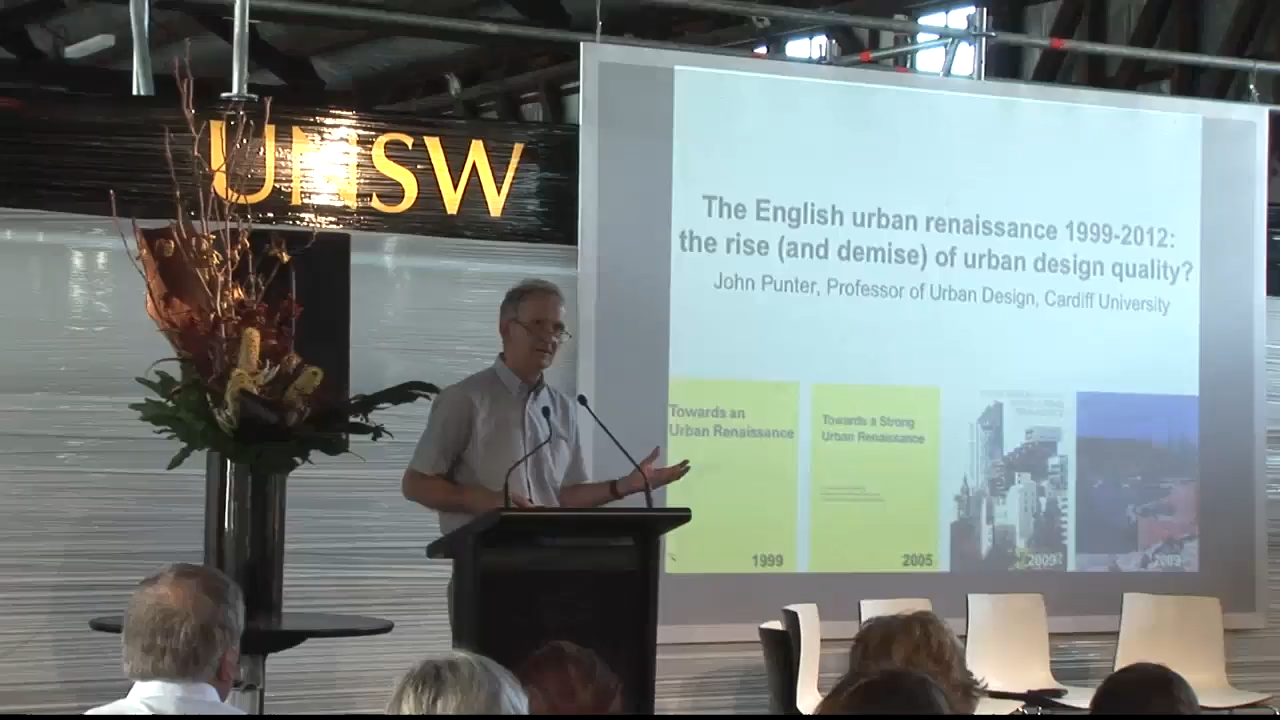 UNSW
The English urban renaissance 1999-2012:
the rise (and demise) of urban design quality?
John Punter, Professor of Urban Design, Cardiff University
Towards an
Urban Renaissance
1999
Towards a Strong
Urban Renaissance
2005
2009
2009